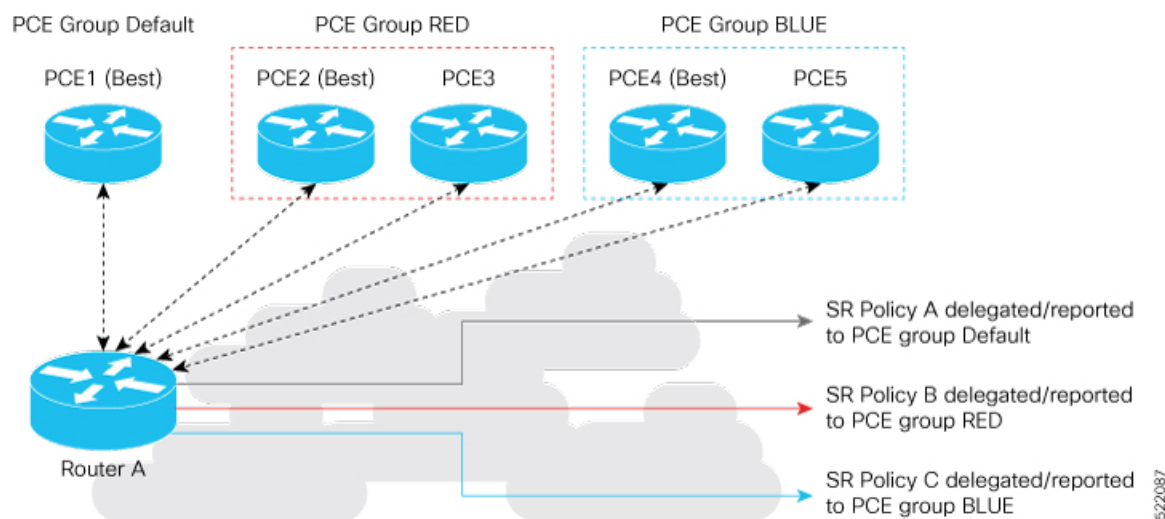 PCE Group Default
PCE Group RED
PCE Group BLUE
PCE1 (Best)
PCE2 (Best)
PCE3
PCE4 (Best)
PCE5
SR Policy A delegated/reported
to PCE group Default
SR Policy B delegated/reported
to PCE group RED
Router A
SR Policy C delegated/reported
to PCE group BLUE
522087